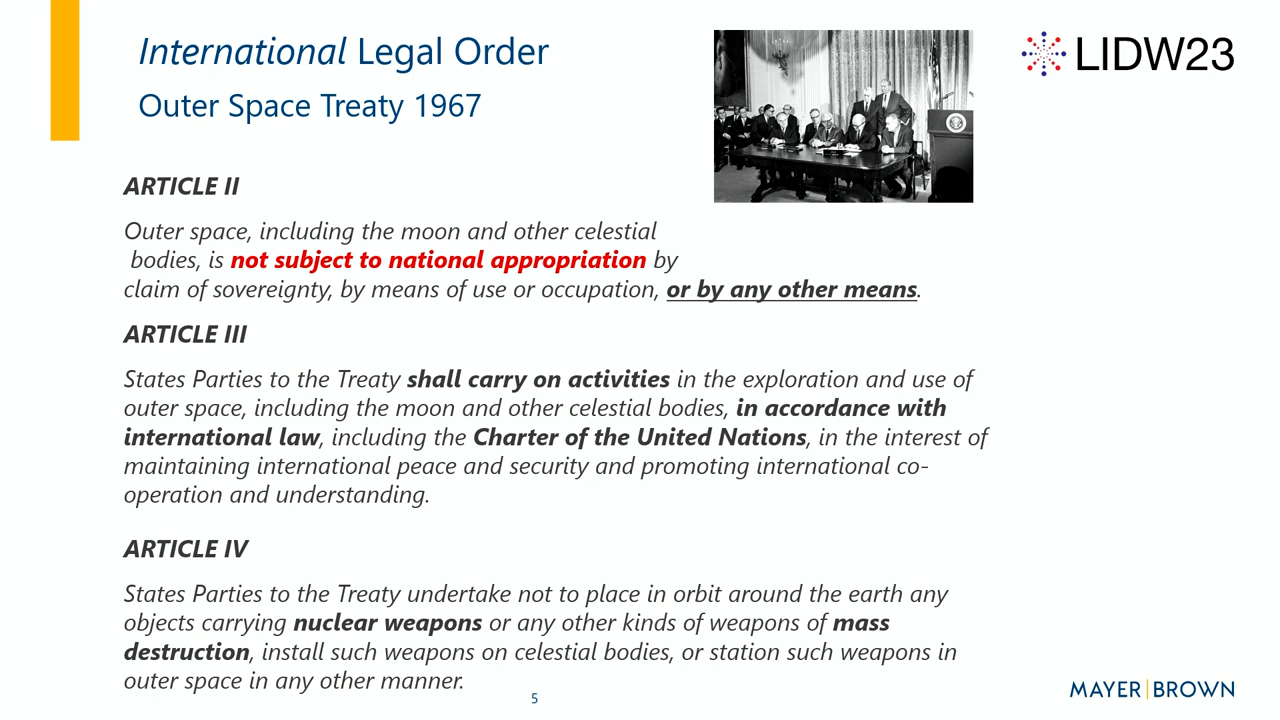 International Legal Order
Outer Space Treaty 1967
LIDW23
ARTICLE II
Outer space, including the moon and other celestial
bodies, is not subject to national appropriation by
claim of sovereignty, by means of use or occupation, or by any other means.
ARTICLE III
States Parties to the Treaty shall carry on activities in the exploration and use of
outer space, including the moon and other celestial bodies, in accordance with
international law, including the Charter of the United Nations, in the interest of
maintaining international peace and security and promoting international co-
operation and understanding.
ARTICLE IV
States Parties to the Treaty undertake not to place in orbit around the earth any
objects carrying nuclear weapons or any other kinds of weapons of mass
destruction, install such weapons on celestial bodies, or station such weapons in
outer space in any other manner.
5
MAYER|BROWN